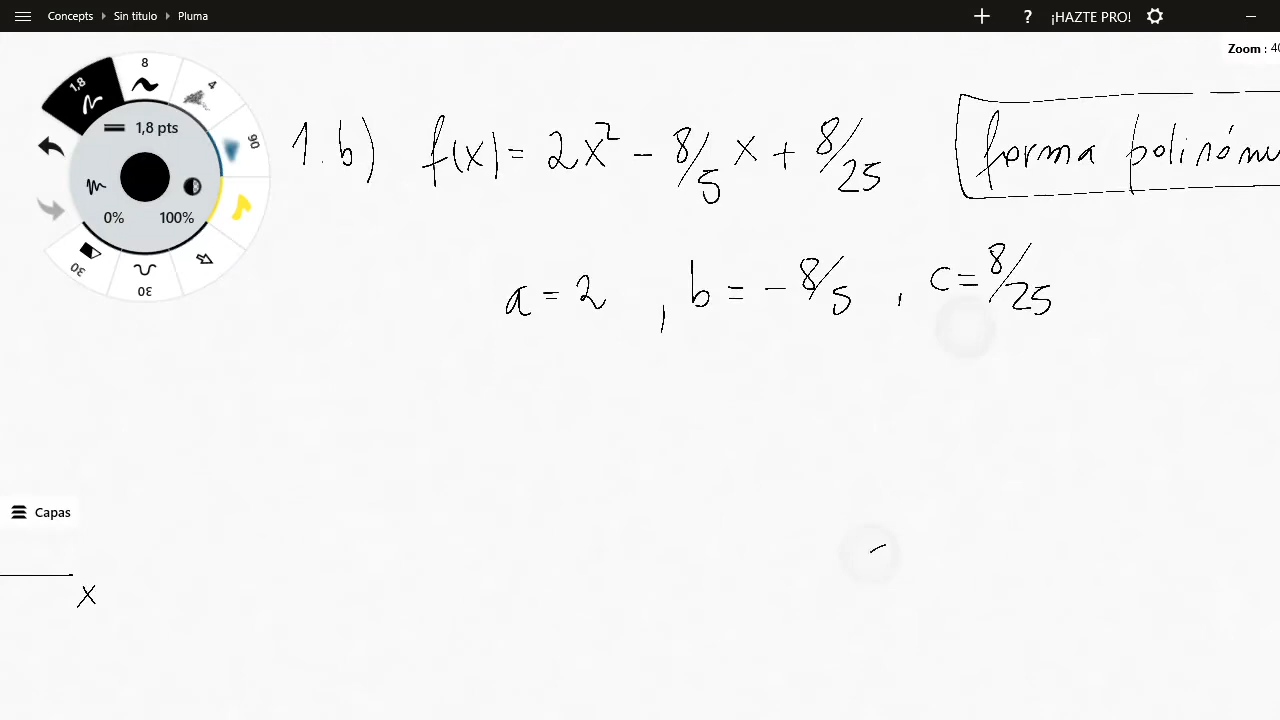 Concepts Sin título Pluma + ? ¡HAZTE PRO!
Zoom : 40
8
1,8
4
1,8 pts
90
0% 100%
30
30
1.b) f(x) = 2x² - 8/5 x + 8/25
forma polinóm
a = 2 , b = - 8/5 , c = 8/25
Capas
x